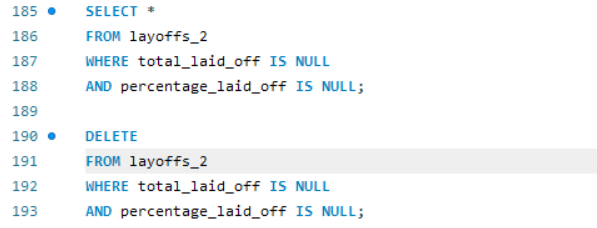 185 SELECT *
186 FROM layoffs_2
187 WHERE total_laid_off IS NULL
188 AND percentage_laid_off IS NULL;
189
190 DELETE
191 FROM layoffs_2
192 WHERE total_laid_off IS NULL
193 AND percentage_laid_off IS NULL;